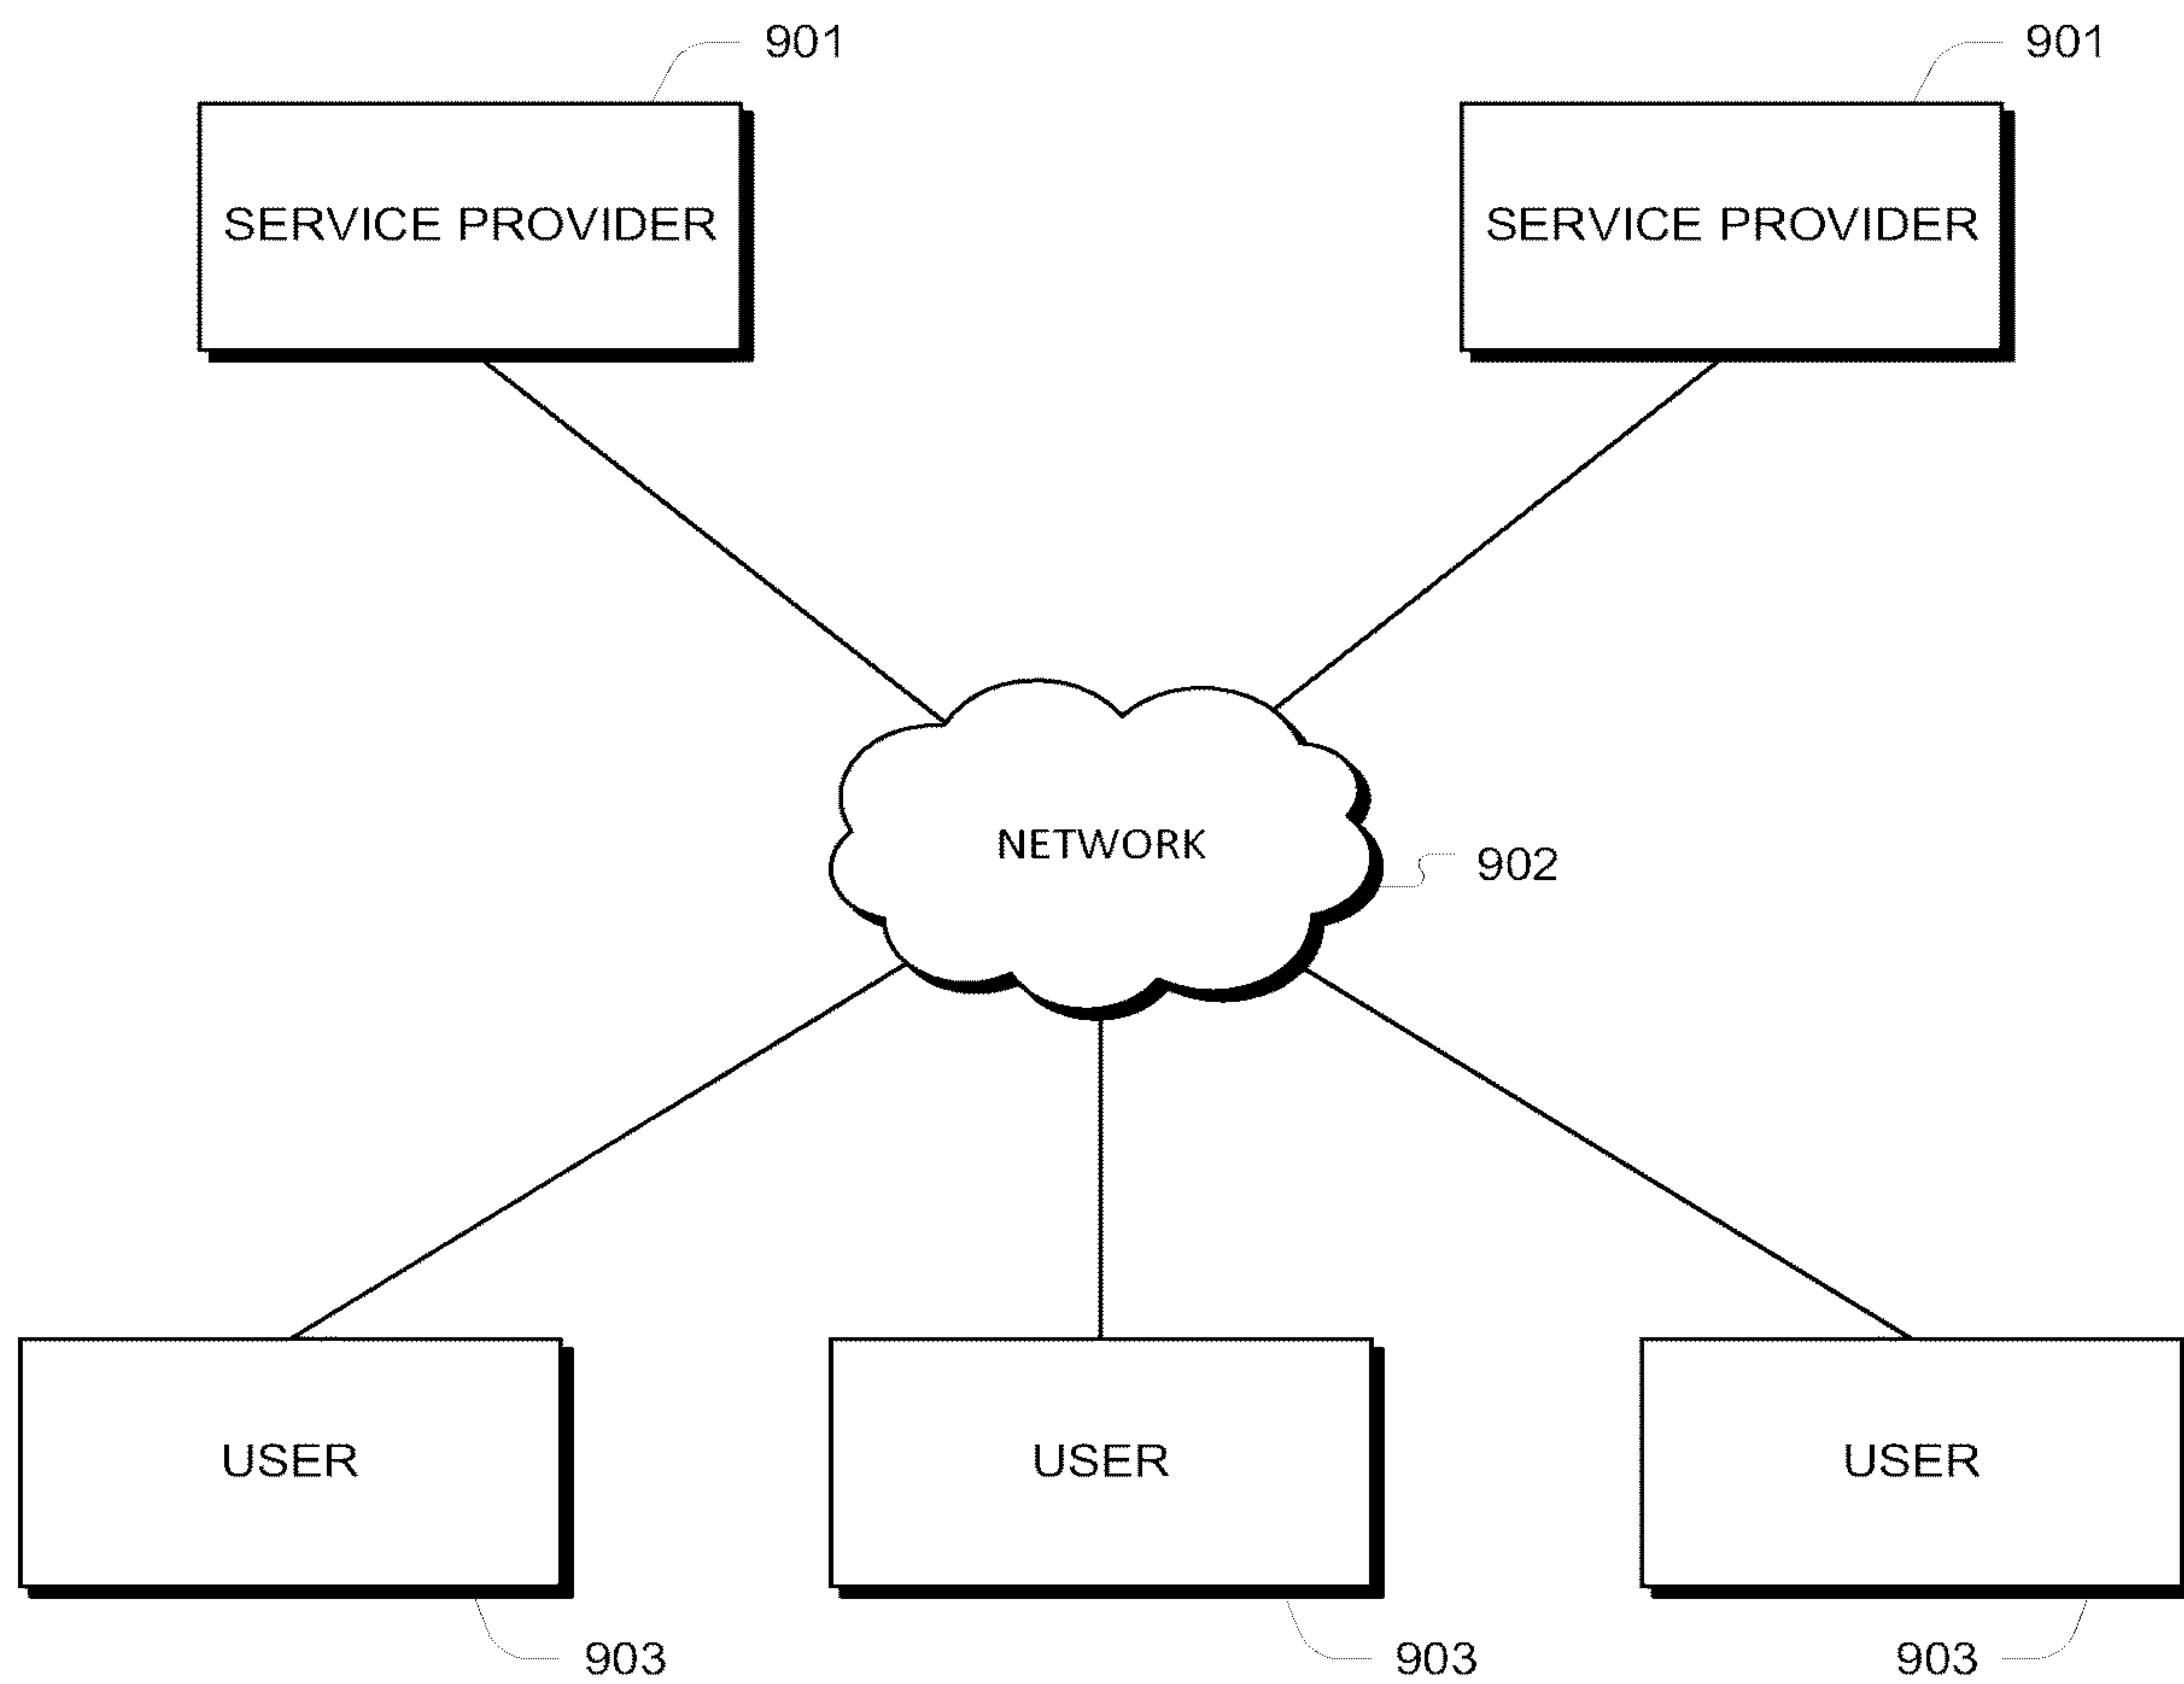 901
901
SERVICE PROVIDER
SERVICE PROVIDER
NETWORK
902
USER
USER
USER
903
903
903